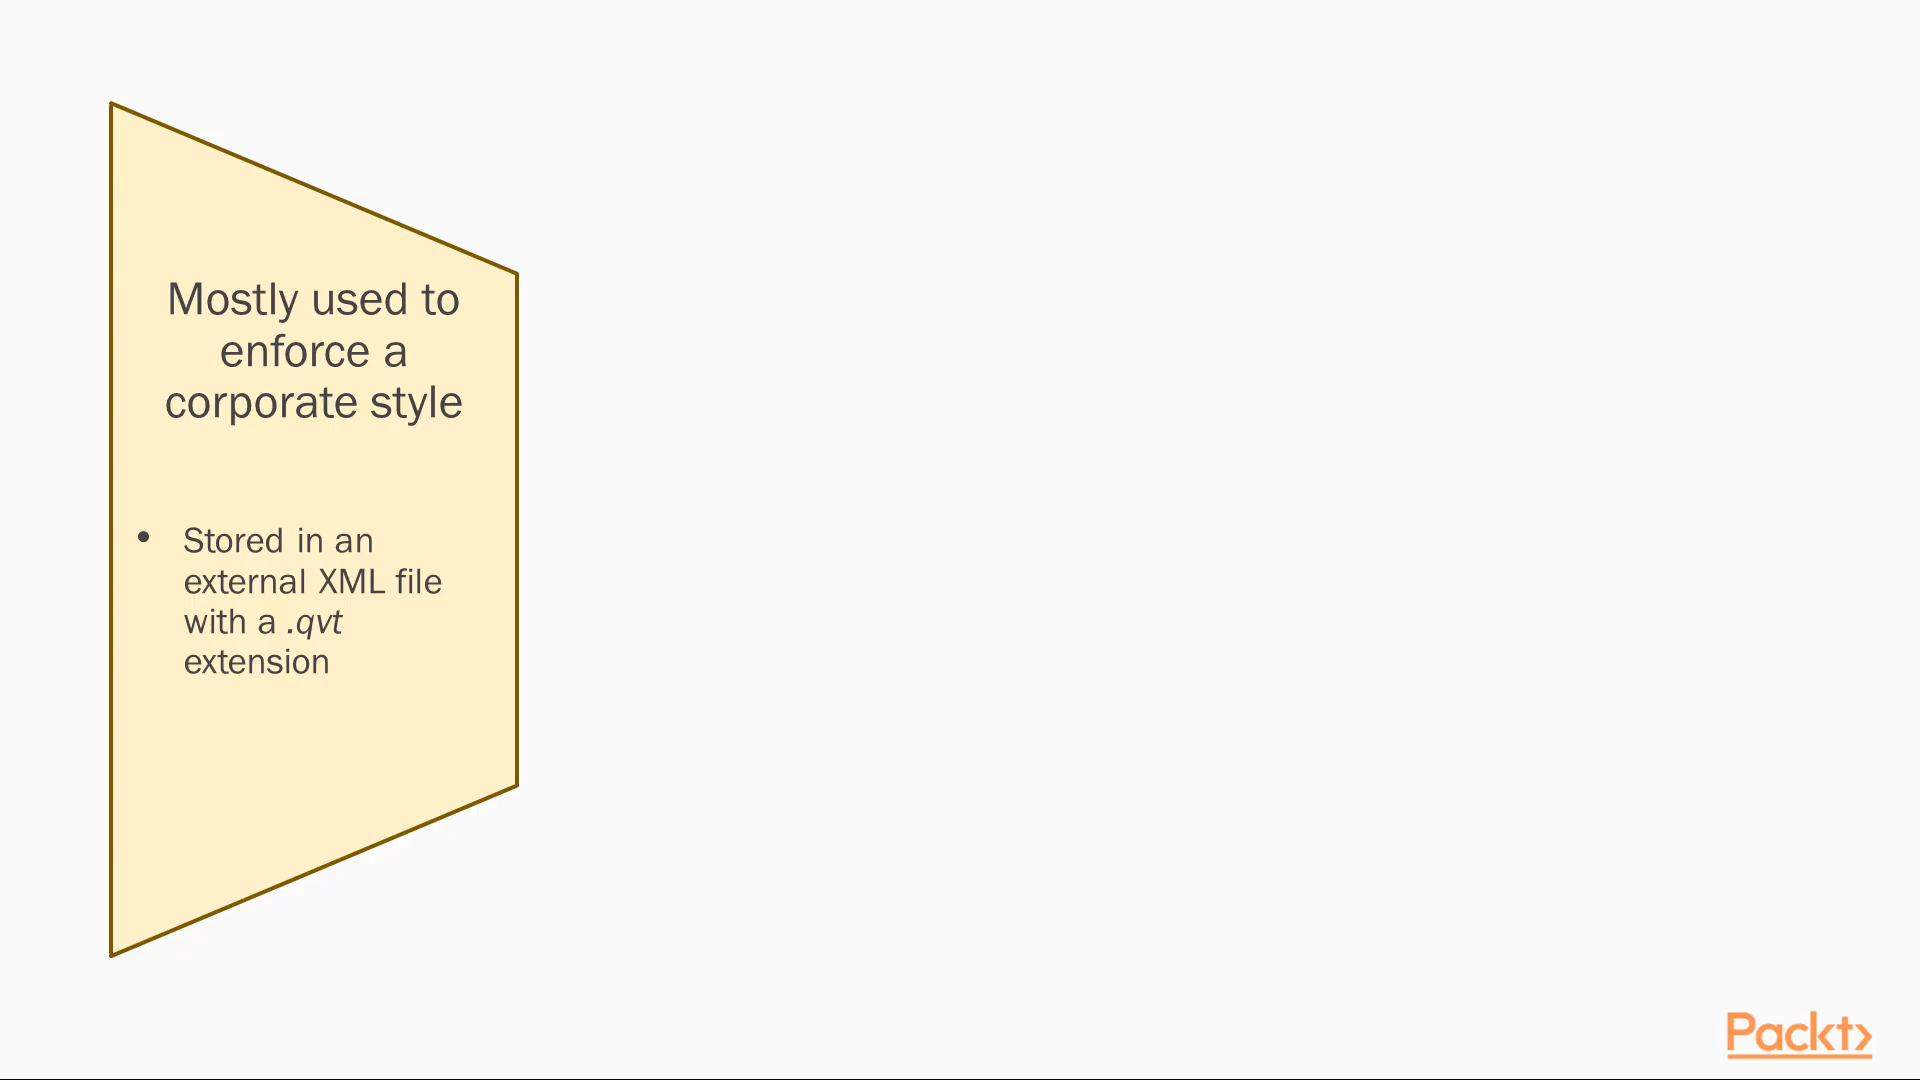 Mostly used to
enforce a
corporate style
• Stored in an
external XML file
with a .qvt
extension
Packt>